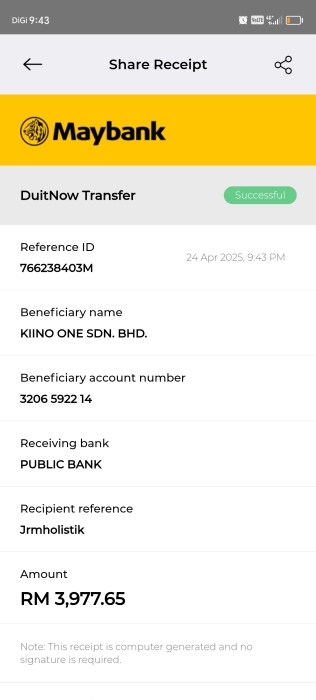 DiGi 9:43
Share Receipt
Maybank
DuitNow Transfer
Successful
Reference ID
766238403M
24 Apr 2025, 9:43 PM
Beneficiary name
KIINO ONE SDN. BHD.
Beneficiary account number
3206 5922 14
Receiving bank
PUBLIC BANK
Recipient reference
Jrmholistik
Amount
RM 3,977.65
Note: This receipt is computer generated and no
signature is required.